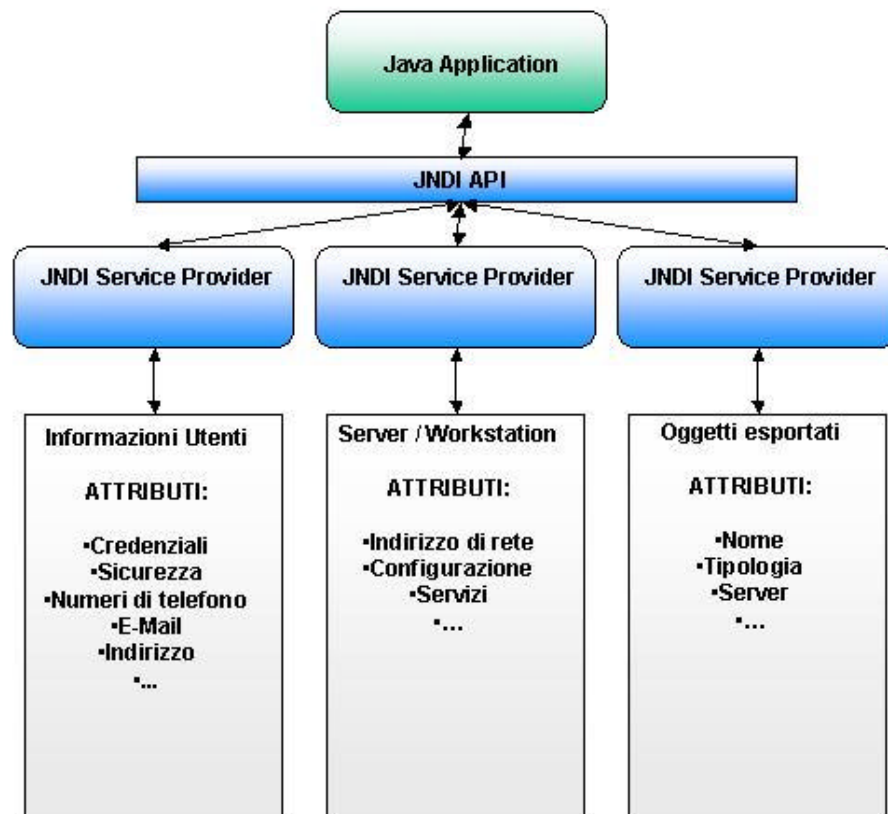 Java Application
JNDI API
JNDI Service Provider
JNDI Service Provider
JNDI Service Provider
Informazioni Utenti
ATTRIBUTI:
▪Credenziali
▪Sicurezza
▪Numeri di telefono
▪E-Mail
▪Indirizzo
▪...
Server / Workstation
ATTRIBUTI:
▪Indirizzo di rete
▪Configurazione
▪Servizi
▪...
Oggetti esportati
ATTRIBUTI:
▪Nome
▪Tipologia
▪Server
▪...